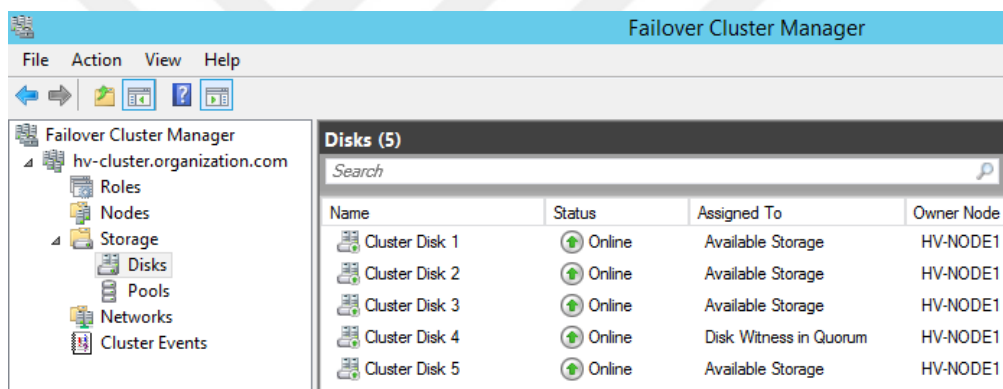 Failover Cluster Manager
File Action View Help
Failover Cluster Manager
hv-cluster.organization.com
Roles
Nodes
Storage
Disks
Pools
Networks
Cluster Events
Disks (5)
Search
Name Status Assigned To Owner Node
Cluster Disk 1 Online Available Storage HV-NODE1
Cluster Disk 2 Online Available Storage HV-NODE1
Cluster Disk 3 Online Available Storage HV-NODE1
Cluster Disk 4 Online Disk Witness in Quorum HV-NODE1
Cluster Disk 5 Online Available Storage HV-NODE1